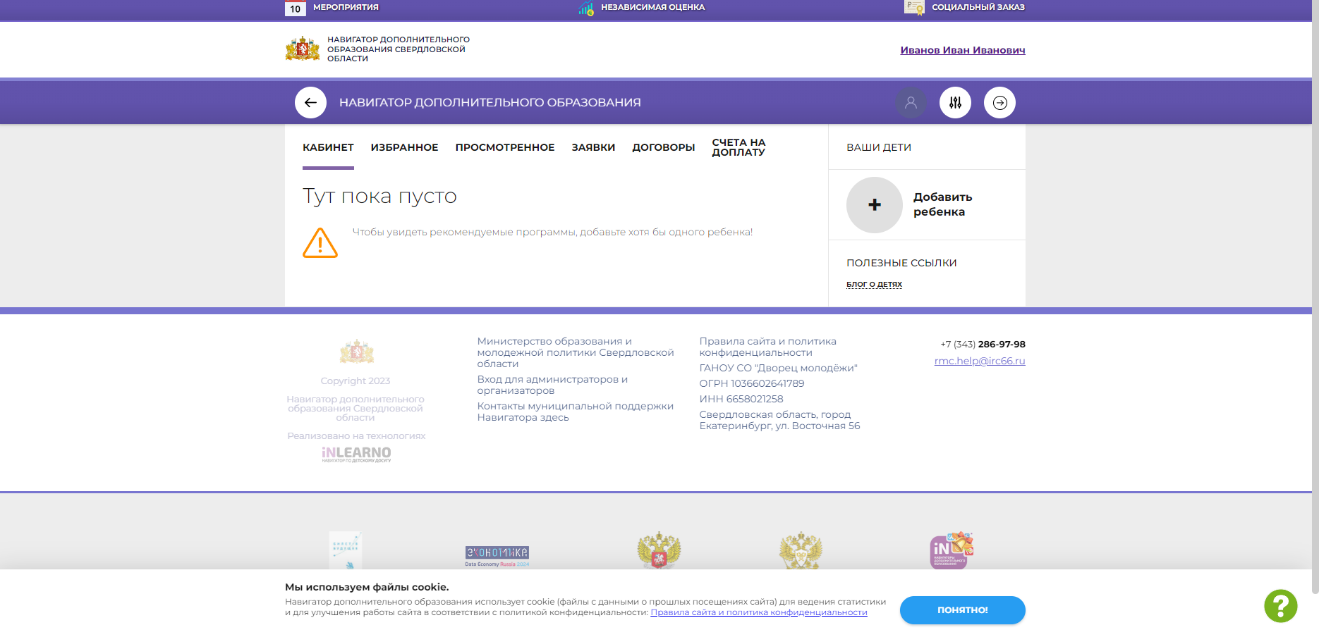 10 МЕРОПРИЯТИЯ
НЕЗАВИСИМАЯ ОЦЕНКА
СОЦИАЛЬНЫЙ ЗАКАЗ
НАВИГАТОР ДОПОЛНИТЕЛЬНОГО
ОБРАЗОВАНИЯ СВЕРДЛОВСКОЙ
ОБЛАСТИ
Иванов Иван Иванович
НАВИГАТОР ДОПОЛНИТЕЛЬНОГО ОБРАЗОВАНИЯ
КАБИНЕТ
ИЗБРАННОЕ
ПРОСМОТРЕННОЕ
ЗАЯВКИ
ДОГОВОРЫ
СЧЕТА НА
ДОПЛАТУ
Тут пока пусто
Чтобы увидеть рекомендуемые программы, добавьте хотя бы одного ребенка!
ВАШИ ДЕТИ
+
Добавить
ребенка
ПОЛЕЗНЫЕ ССЫЛКИ
БЛОГ О ДЕТЯХ
Copyright 2023
Навигатор дополнительного
образования Свердловской
области
Реализовано на технологиях
iNLEARNO
Министерство образования и
молодежной политики Свердловской
области
Вход для администраторов и
организаторов
Контакты муниципальной поддержки
Навигатора здесь
Правила сайта и политика
конфиденциальности
ГАНОУ СО "Дворец молодёжи"
ОГРН 1036602641789
ИНН 6658021258
Свердловская область, город
Екатеринбург, ул. Восточная 56
+7 (343) 286-97-98
rmc.help@irc66.ru
ЭКОНОМИКА
Data Economy Russia 2024
iN
Мы используем файлы cookie.
Навигатор дополнительного образования использует cookie (файлы с данными о прошлых посещениях сайта) для ведения статистики
и для улучшения работы сайта в соответствии с политикой конфиденциальности: Правила сайта и политика конфиденциальности
ПОНЯТНО!
?